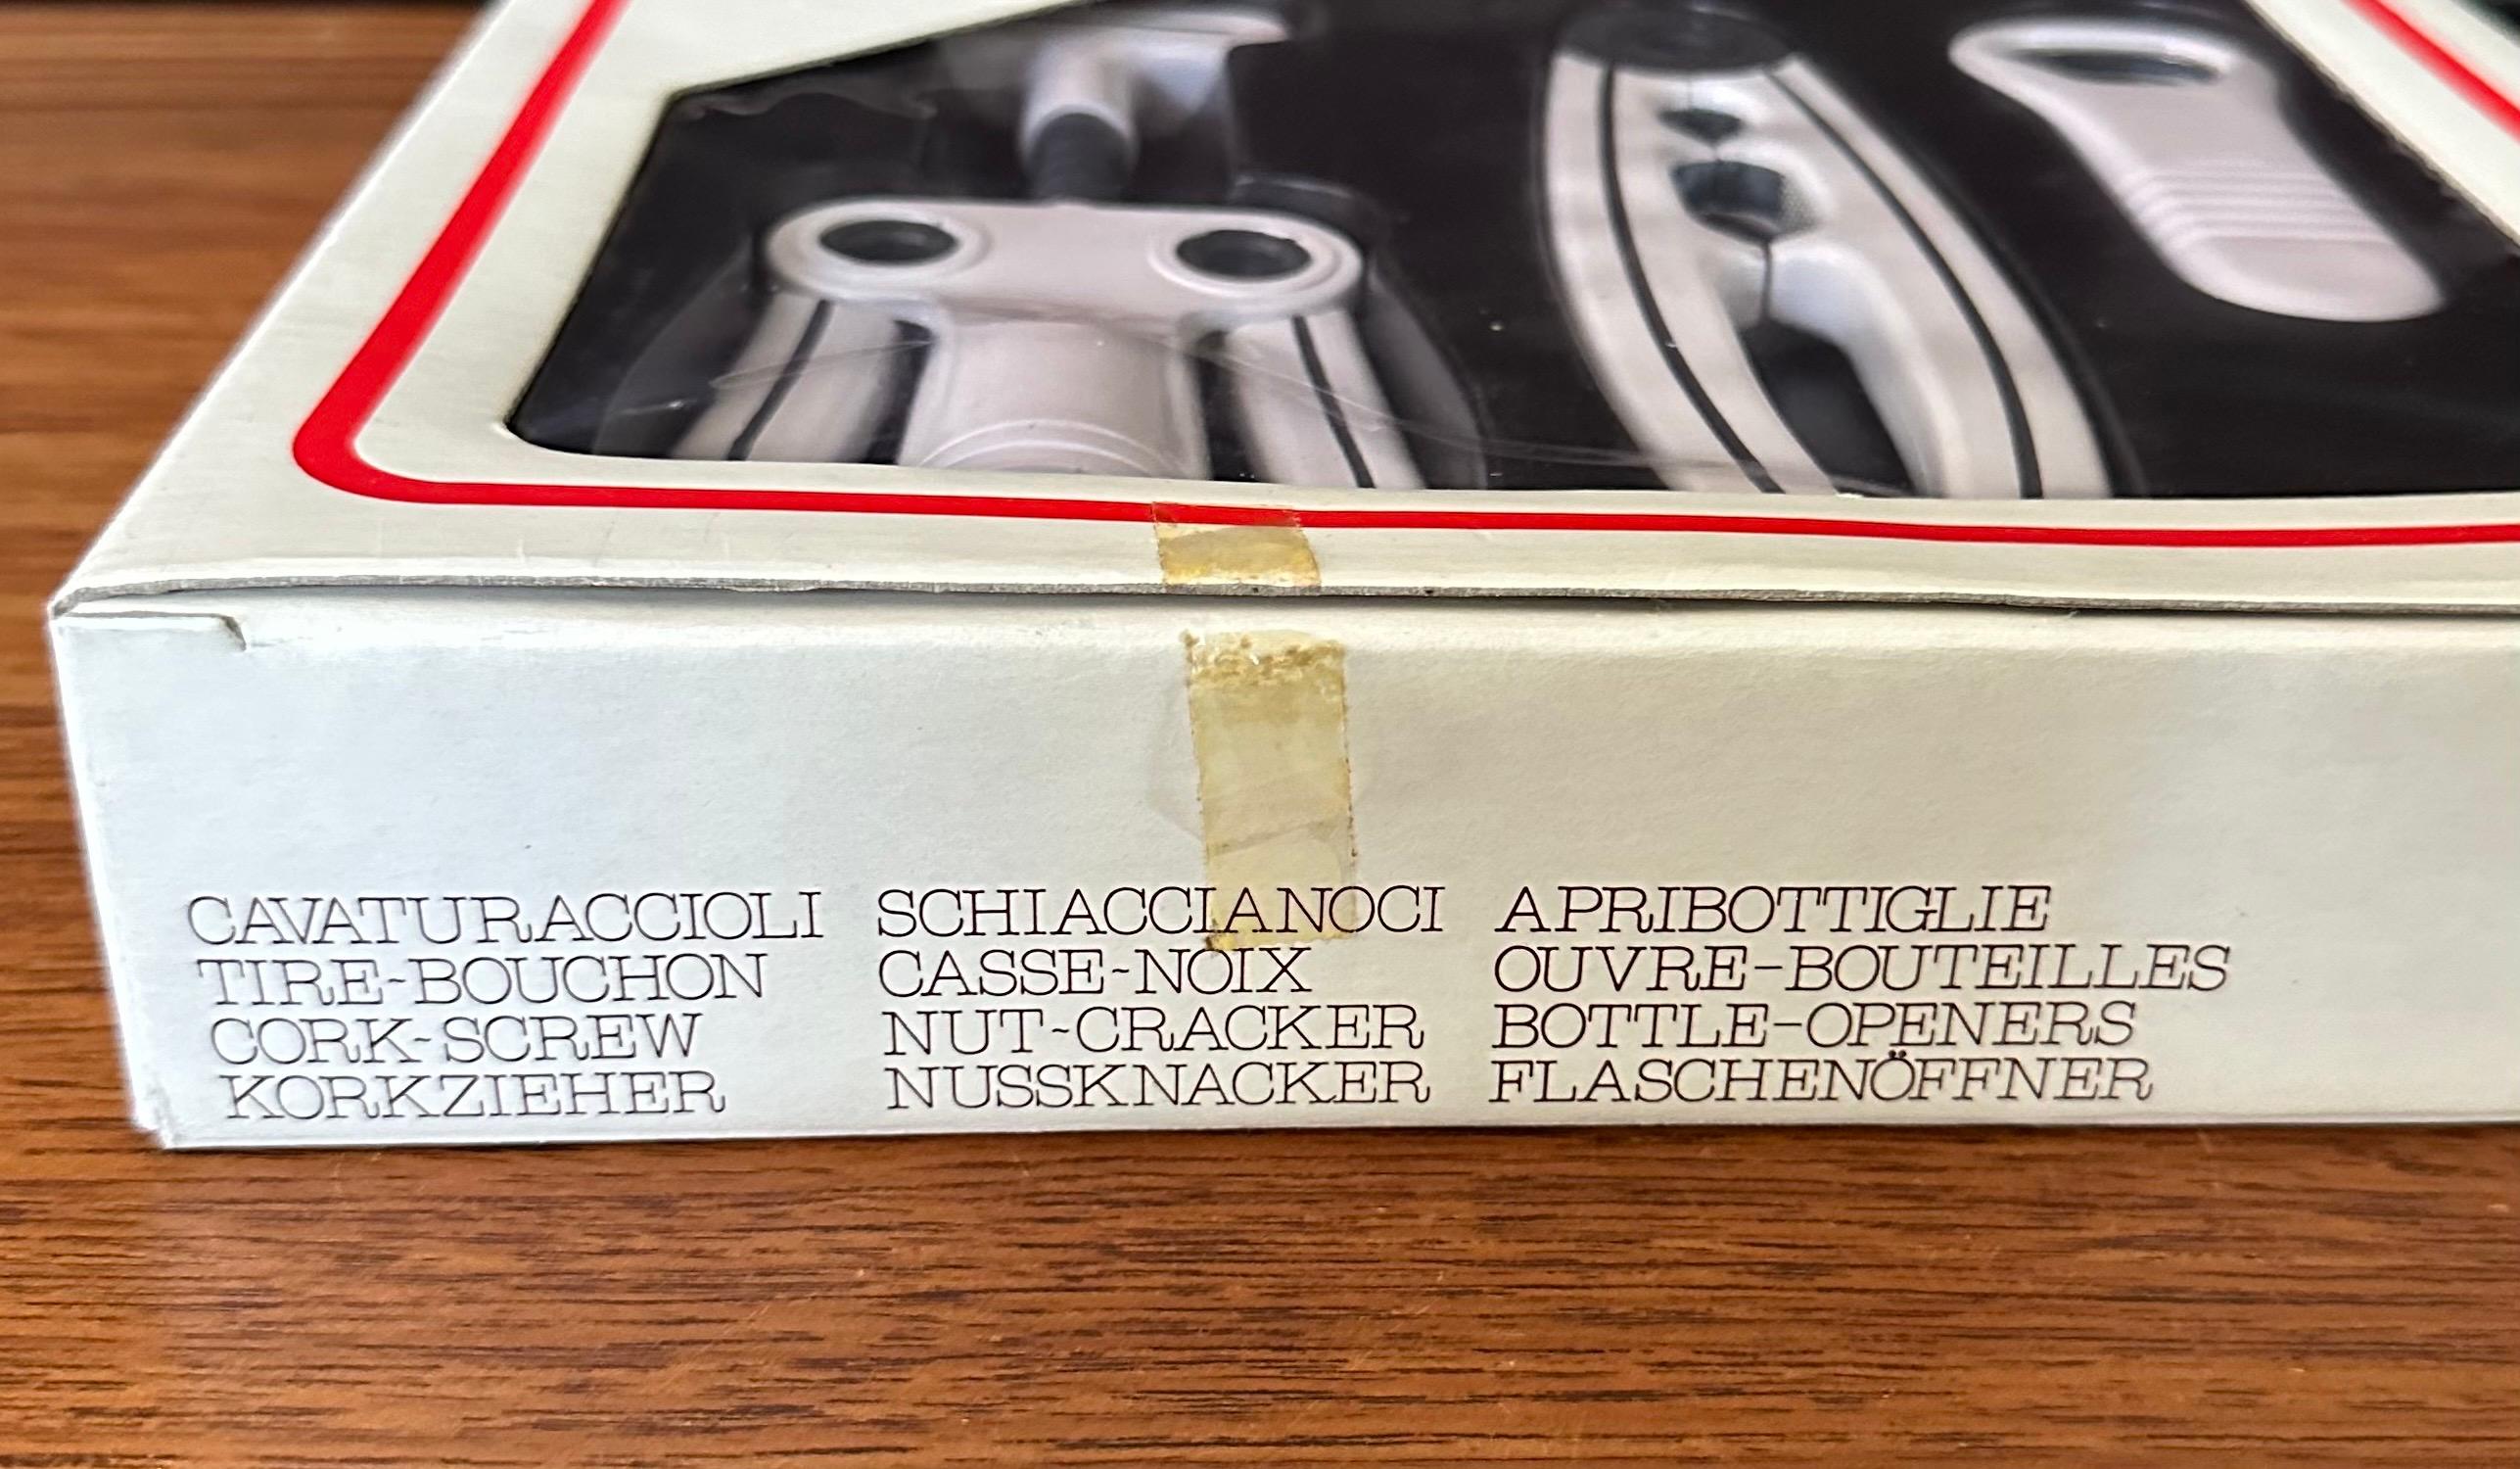 CAVATURACCIOLI SCHIACCIANOCI APRIBOTTIGLIE
TIRE-BOUCHON CASSE-NOIX OUVRE-BOUTEILLES
CORK-SCREW NUT-CRACKER BOTTLE-OPENERS
KORKZIEHER NUSSKNACKER FLASCHENÖFFNER